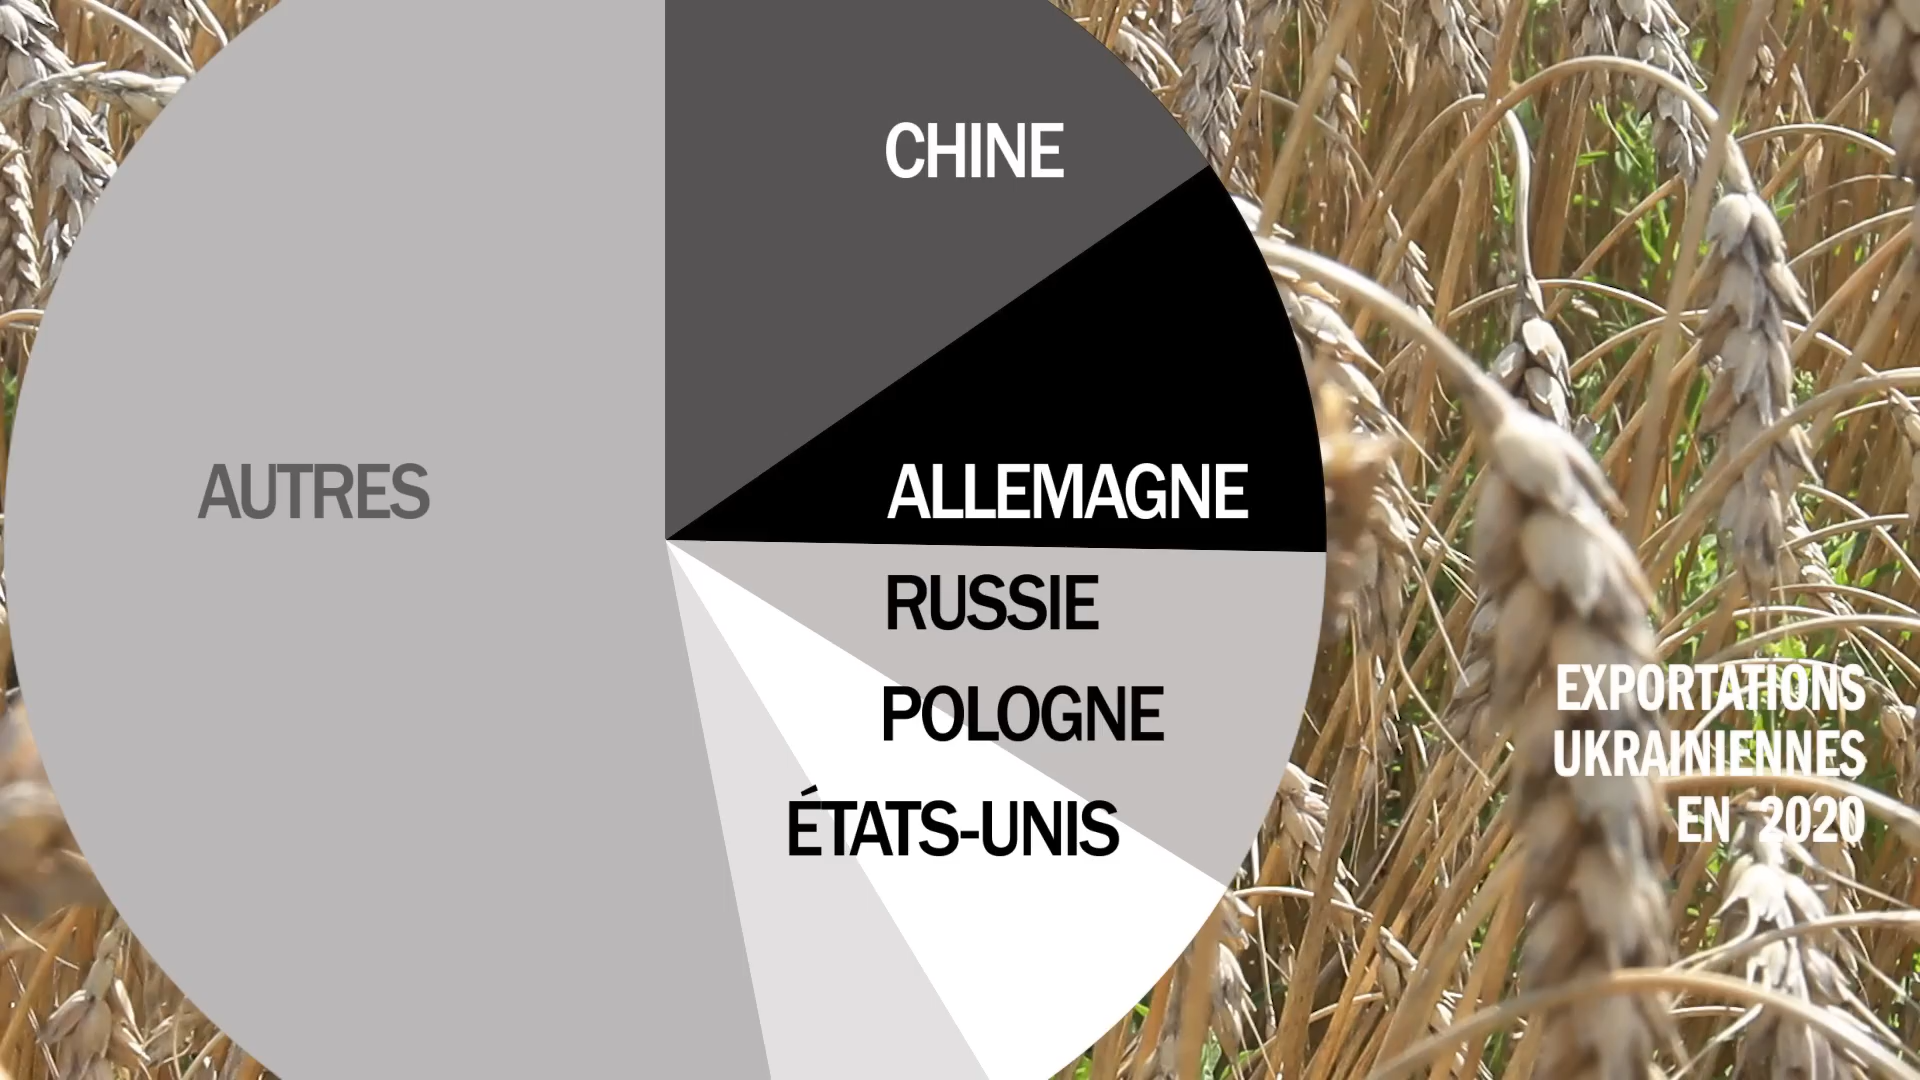 CHINE
AUTRES
ALLEMAGNE
RUSSIE
POLOGNE
ÉTATS-UNIS
EXPORTATIONS
UKRAINIENNES
EN 2020